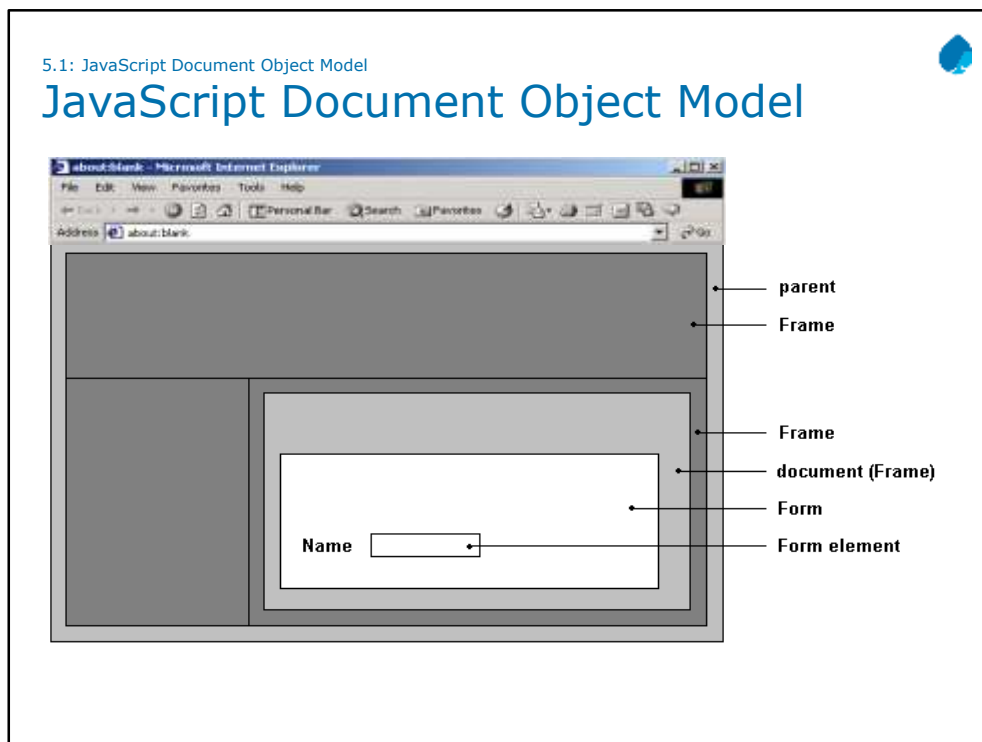 5.1: JavaScript Document Object Model
JavaScript Document Object Model
about:blank - Microsoft Internet Explorer
File Edit View Favorites Tools Help
Personal Bar Search Favorites
Address about:blank Go
parent
Frame
Frame
document (Frame)
Form
Name
Form element